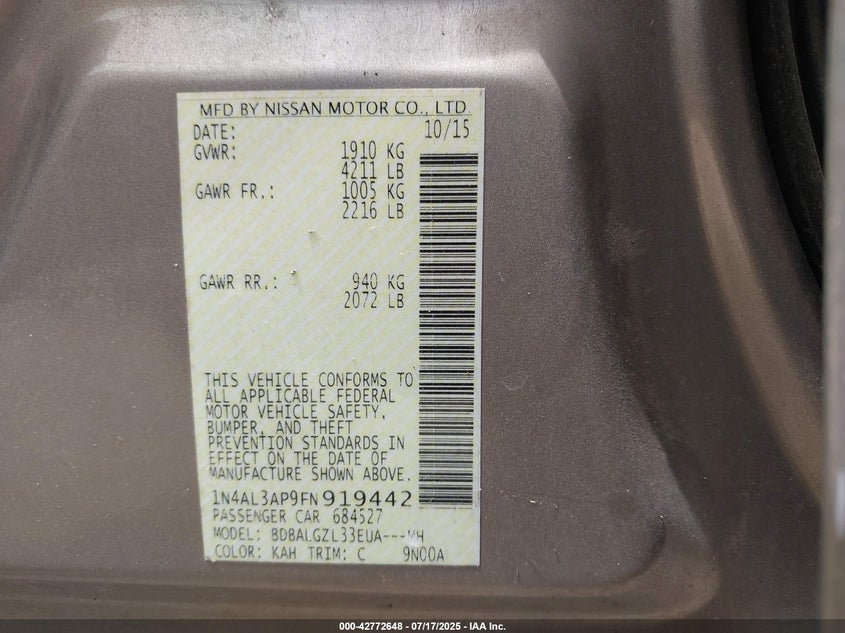 MFD BY NISSAN MOTOR CO., LTD.
DATE: 10/15
GVWR: 1910 KG
4211 LB
GAWR FR.: 1005 KG
2216 LB
GAWR RR.: 940 KG
2072 LB
THIS VEHICLE CONFORMS TO
ALL APPLICABLE FEDERAL
MOTOR VEHICLE SAFETY,
BUMPER, AND THEFT
PREVENTION STANDARDS IN
EFFECT ON THE DATE OF
MANUFACTURE SHOWN ABOVE.
1N4AL3AP9FN919442
PASSENGER CAR 684527
MODEL: BDBALGZL33EUA---MH
COLOR: KAH TRIM: C 9N00A
000-42772648 - 07/17/2025 - IAA Inc.